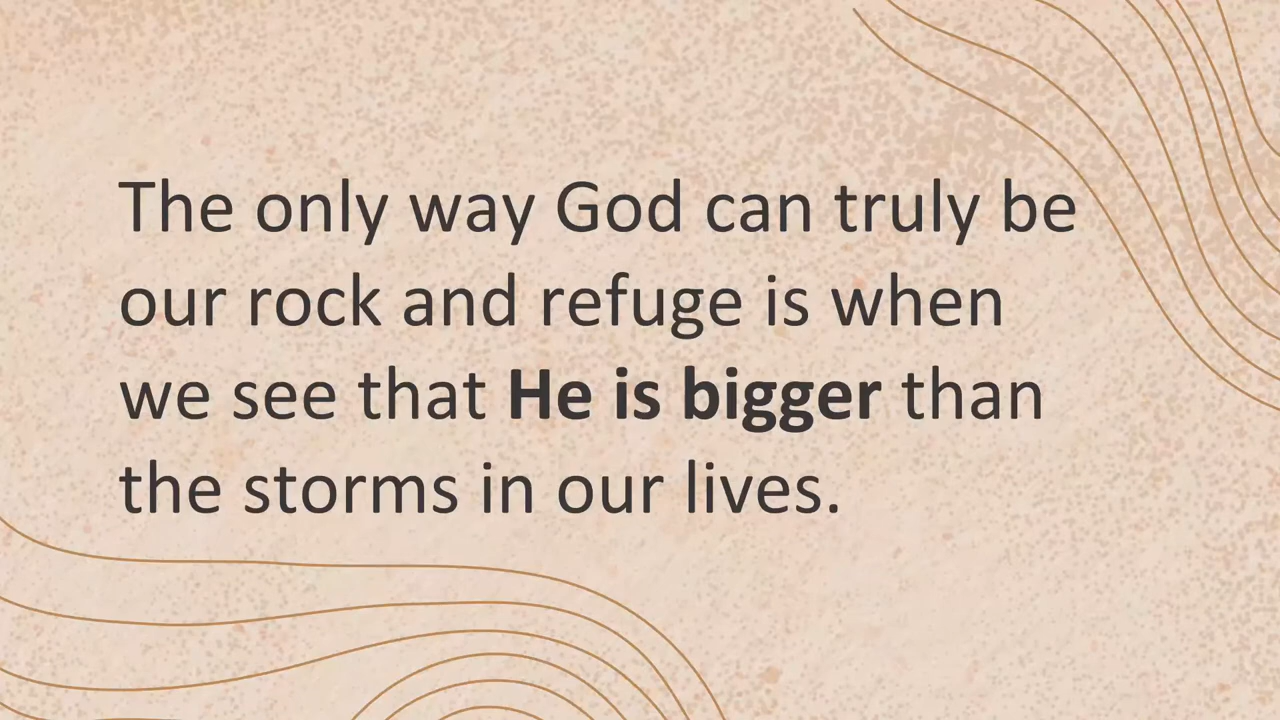 The only way God can truly be
our rock and refuge is when
we see that He is bigger than
the storms in our lives.